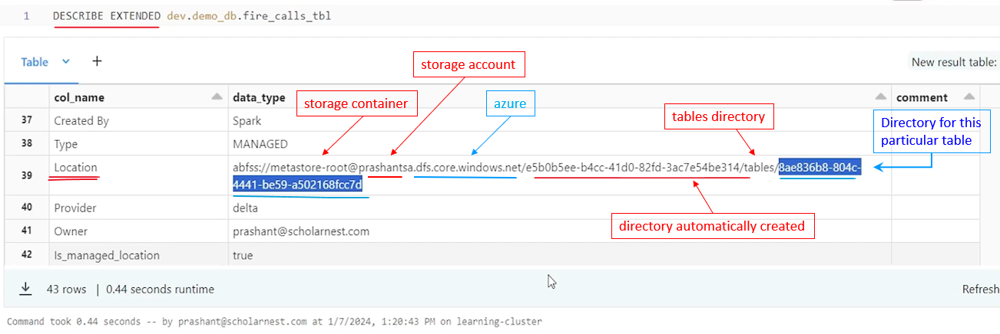 1 DESCRIBE EXTENDED dev.demo_db.fire_calls_tbl
Table +
New result table:
storage account
storage container
azure
tables directory
Directory for this
particular table
col_name data_type comment
37 Created By Spark
38 Type MANAGED
39 Location abfss://metastore-root@prashantsa.dfs.core.windows.net/e5b0b5ee-b4cc-41d0-82fd-3ac7e54be314/tables/8ae836b8-804c-
4441-be59-a502168fcc7d
40 Provider delta
directory automatically created
41 Owner prashant@scholarnest.com
42 Is_managed_location true
43 rows | 0.44 seconds runtime
Refresh
Command took 0.44 seconds -- by prashant@scholarnest.com at 1/7/2024, 1:20:43 PM on learning-cluster